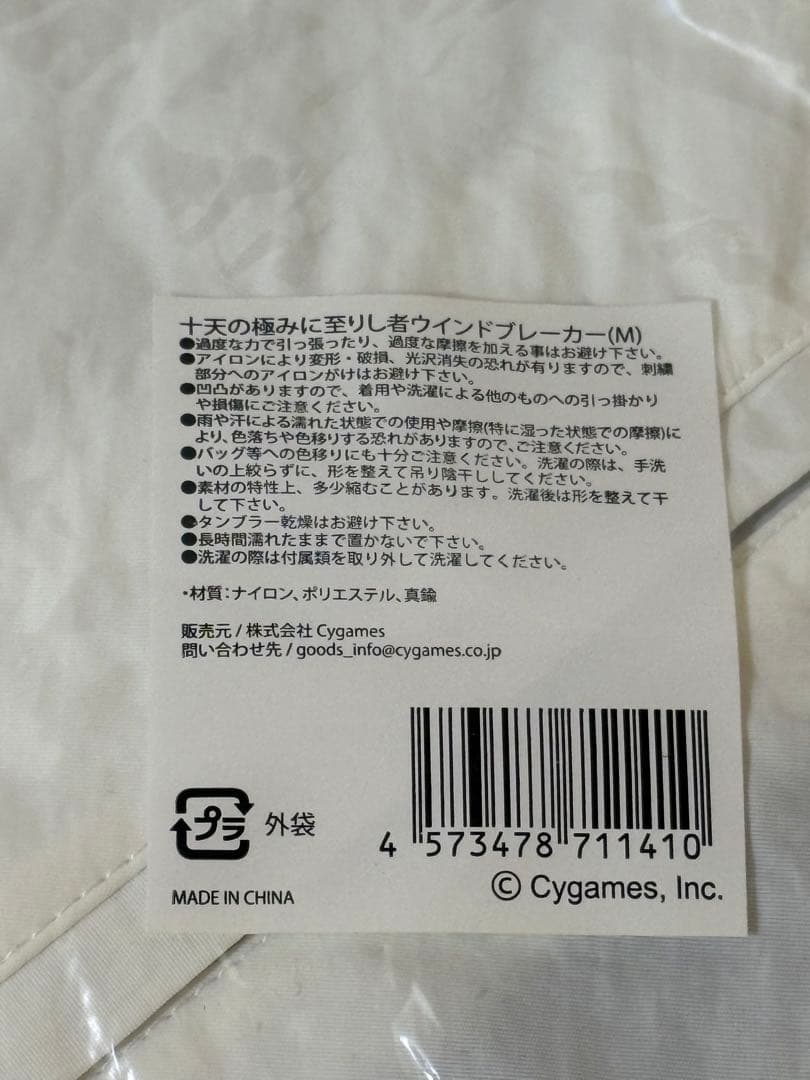 十天の極みに至りし者ウインドブレーカー(M)
●過度な力で引っ張ったり、過度な摩擦を加える事はお避け下さい。
●アイロンにより変形・破損、光沢消失の恐れが有りますので、刺繍
部分へのアイロンがけはお避け下さい。
●凹凸がありますので、着用や洗濯による他のものへの引っ掛かり
や損傷にご注意ください。
●雨や汗による濡れた状態での使用や摩擦(特に湿った状態での摩擦)に
より、色落ちや色移りする恐れがありますので、ご注意ください。
●バッグ等への色移りにも十分ご注意ください。洗濯の際は、手洗
いの上絞らずに、形を整えて吊り陰干ししてください。
●素材の特性上、多少縮むことがあります。洗濯後は形を整えて干
して下さい。
●タンブラー乾燥はお避け下さい。
●長時間濡れたままで置かないで下さい。
●洗濯の際は付属類を取り外して洗濯してください。
・材質：ナイロン、ポリエステル、真鍮
販売元 / 株式会社 Cygames
問い合わせ先 / goods_info@cygames.co.jp
プラ 外袋
4 573478 711410
MADE IN CHINA
© Cygames, Inc.